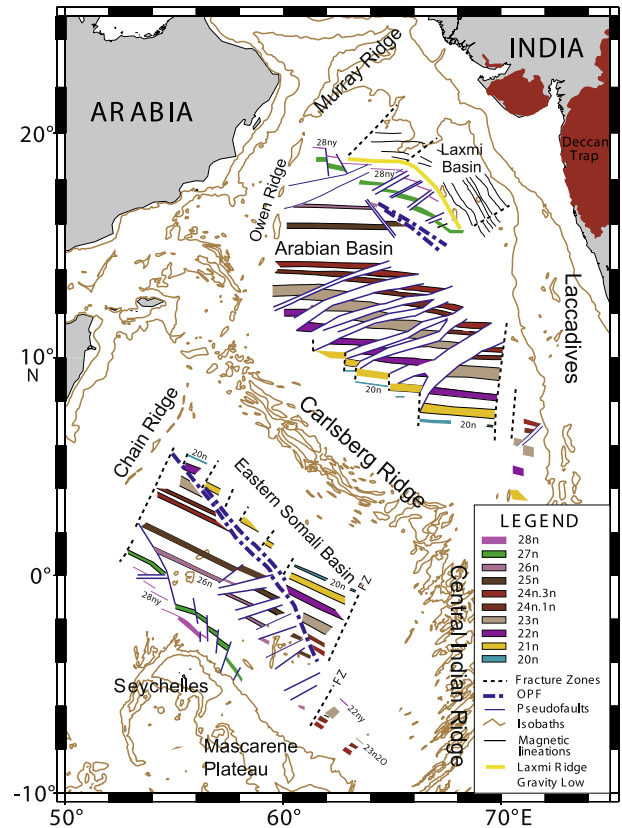 INDIA
ARABIA
Murray Ridge
20°
28ny
Laxmi
Basin
Deccan
Trap
28ny
Owen Ridge
Arabian Basin
Laccadives
10°
N
20n
20n
Carlsberg Ridge
Chain Ridge
20n
Eastern Somali Basin
20n
FZ
0°
26n
28ny
Central Indian Ridge
Seychelles
FZ
22ny
23n2O
Mascarene
Plateau
-10°
50°
60°
70°E
LEGEND
28n
27n
26n
25n
24n.3n
24n.1n
23n
22n
21n
20n
Fracture Zones
OPF
Pseudofaults
Isobaths
Magnetic
lineations
Laxmi Ridge
Gravity Low